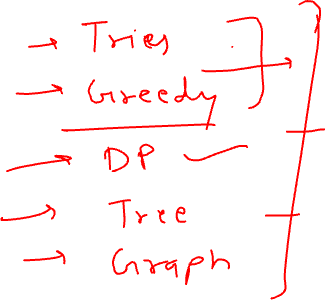 → Tries
→ Greedy
→ DP ✓
→ Tree
→ Graph